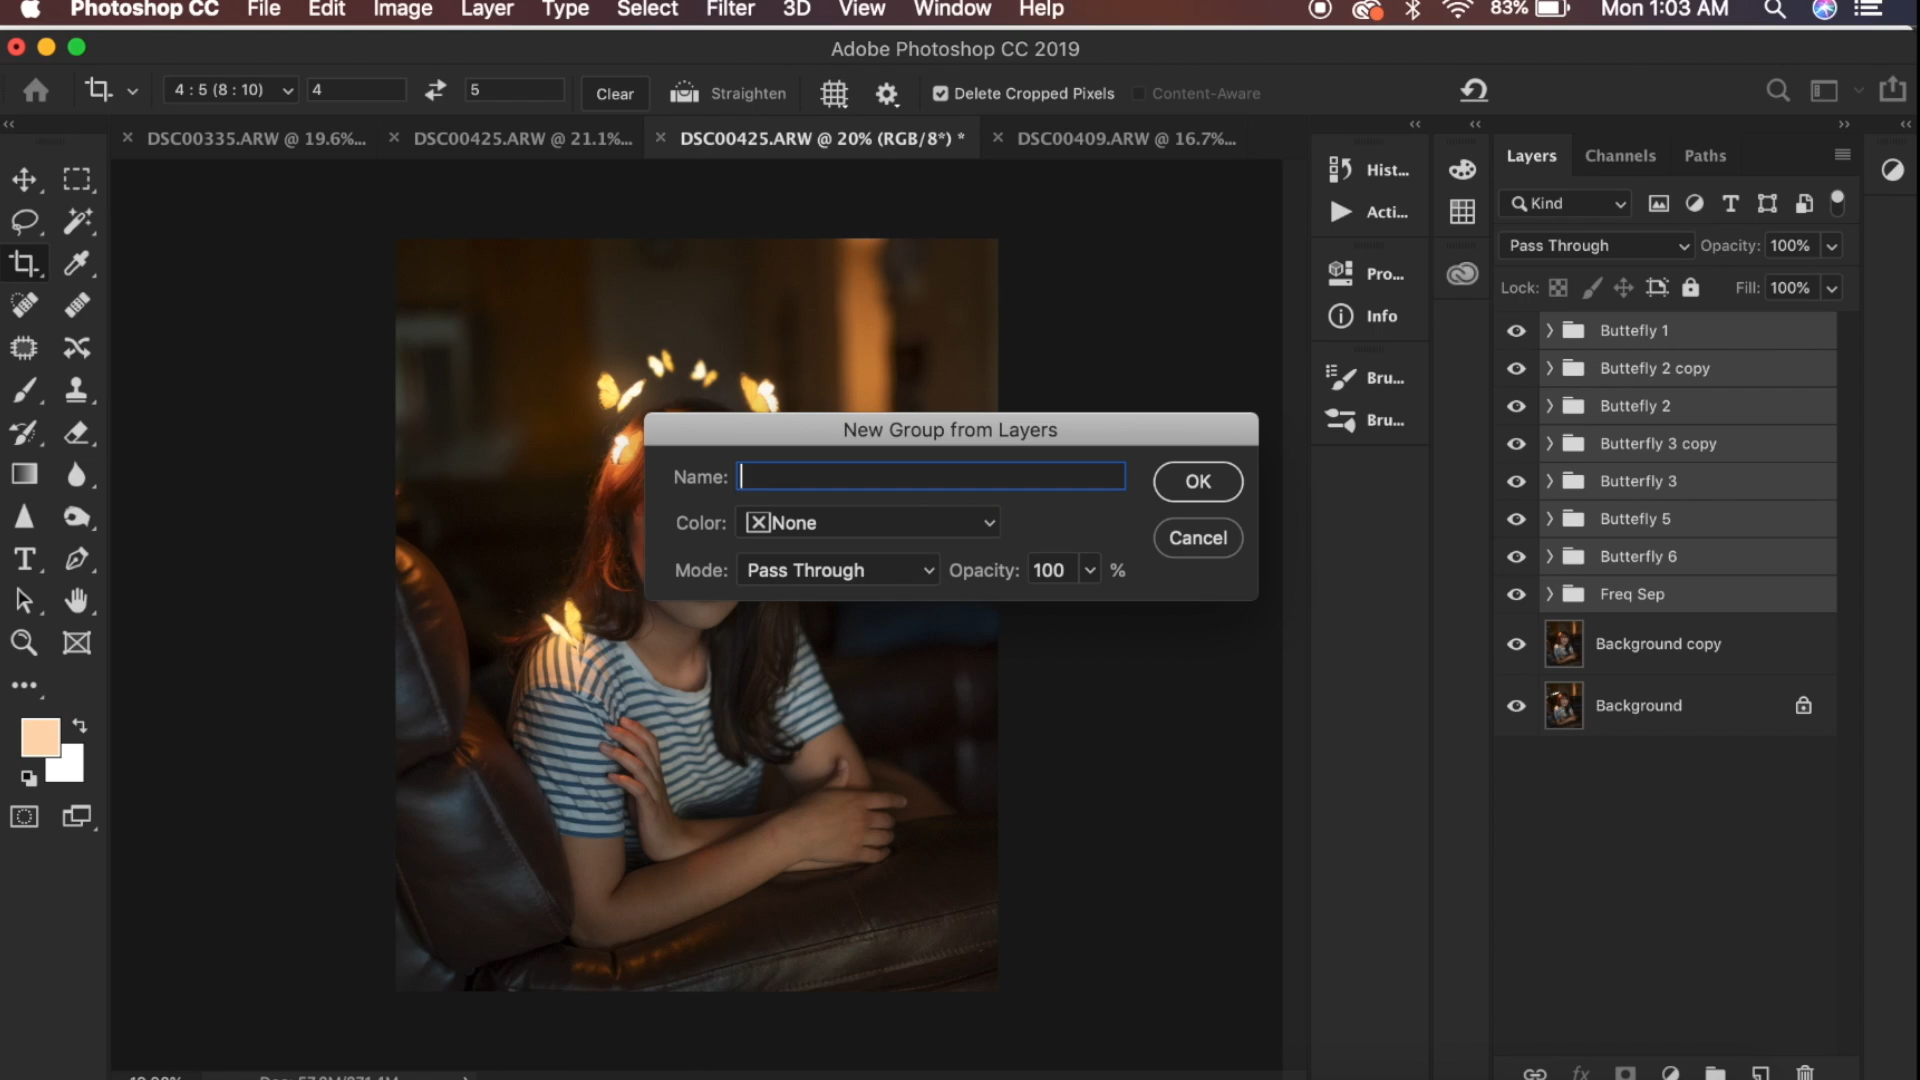 Photoshop CC File Edit Image Layer Type Select Filter 3D View Window Help 83% Mon 1:03 AM
Adobe Photoshop CC 2019
4 : 5 (8 : 10) 4 5 Clear Straighten Delete Cropped Pixels Content-Aware
DSC00335.ARW @ 19.6%... DSC00425.ARW @ 21.1%... DSC00425.ARW @ 20% (RGB/8*) * DSC00409.ARW @ 16.7%...
Hist...
Acti...
Pro...
Info
Bru...
Bru...
Layers Channels Paths
Kind
Pass Through Opacity: 100%
Lock: Fill: 100%
Buttefly 1
Buttefly 2 copy
Buttefly 2
Butterfly 3 copy
Butterfly 3
Buttefly 5
Butterfly 6
Freq Sep
Background copy
Background
New Group from Layers
Name:
OK
Color: None
Cancel
Mode: Pass Through Opacity: 100 %